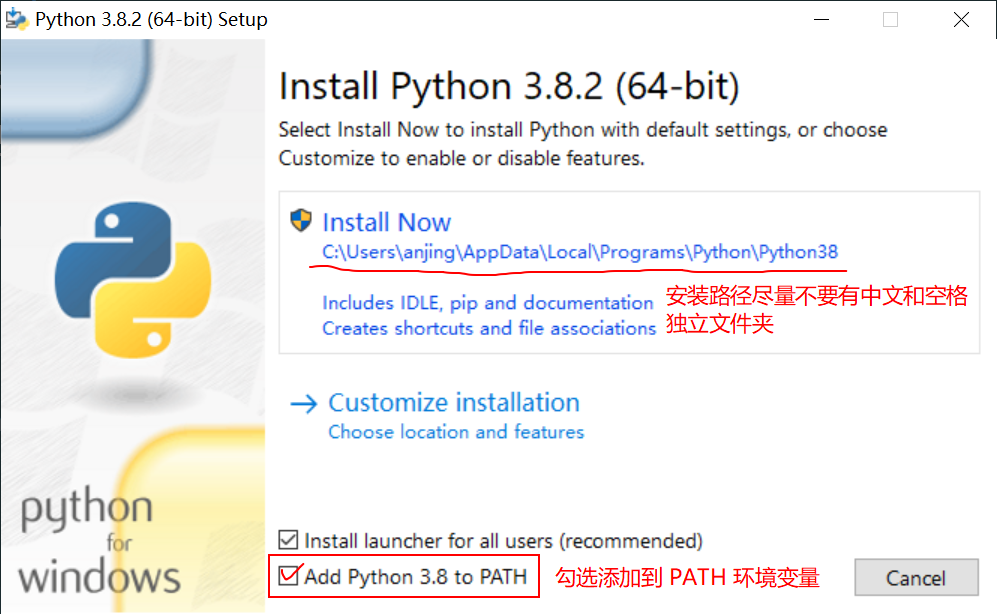 Python 3.8.2 (64-bit) Setup
Install Python 3.8.2 (64-bit)
Select Install Now to install Python with default settings, or choose
Customize to enable or disable features.
Install Now
C:\Users\anjing\AppData\Local\Programs\Python\Python38
Includes IDLE, pip and documentation
Creates shortcuts and file associations
安装路径尽量不要有中文和空格
独立文件夹
Customize installation
Choose location and features
python
for
windows
Install launcher for all users (recommended)
Add Python 3.8 to PATH
勾选添加到 PATH 环境变量
Cancel